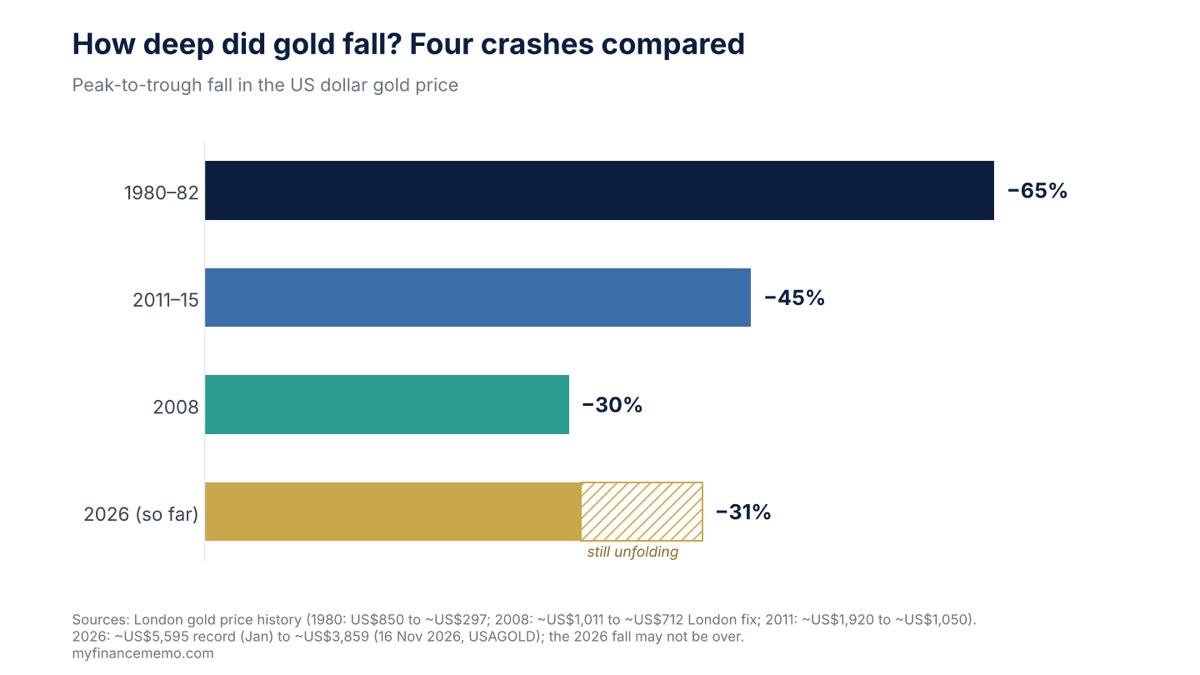 How deep did gold fall? Four crashes compared
Peak-to-trough fall in the US dollar gold price
1980–82
−65%
2011–15
−45%
2008
−30%
2026 (so far)
−31%
still unfolding
Sources: London gold price history (1980: US$850 to ~US$297; 2008: ~US$1,011 to ~US$712 London fix; 2011: ~US$1,920 to ~US$1,050).
2026: ~US$5,595 record (Jan) to ~US$3,859 (16 Nov 2026, USAGOLD); the 2026 fall may not be over.
myfinancememo.com